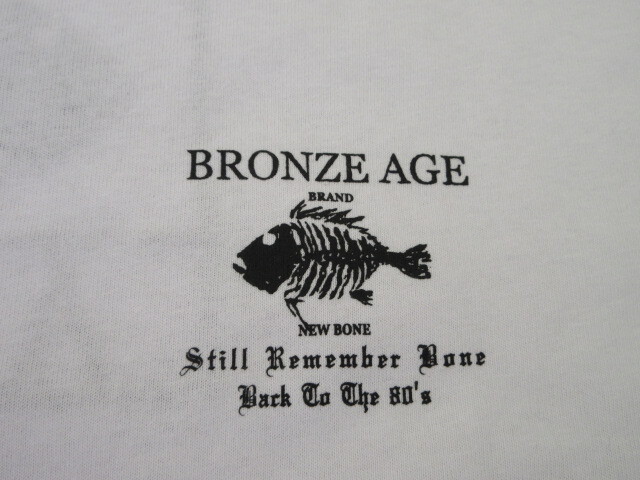 BRONZE AGE
BRAND
NEW BONE
Still Remember Bone
Back To The 80's